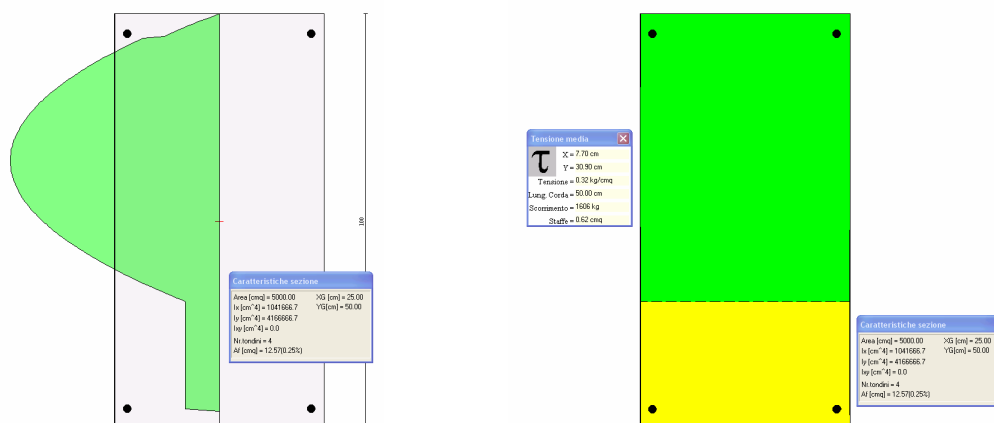 100
Caratteristiche sezione
Area [cmq] = 5000.00 XG [cm] = 25.00
Ix [cm^4] = 1041666.7 YG[cm] = 50.00
Iy [cm^4] = 4166666.7
Ixy [cm^4] = 0.0
Nr.tondini = 4
Af [cmq] = 12.57(0.25%)
Tensione media
τ
X = 7.70 cm
Y = 30.90 cm
Tensione = 0.32 kg/cmq
Lung. Corda = 50.00 cm
Scorrimento = 1606 kg
Staffe = 0.62 cmq
Caratteristiche sezione
Area [cmq] = 5000.00 XG [cm] = 25.00
Ix [cm^4] = 1041666.7 YG[cm] = 50.00
Iy [cm^4] = 4166666.7
Ixy [cm^4] = 0.0
Nr.tondini = 4
Af [cmq] = 12.57(0.25%)